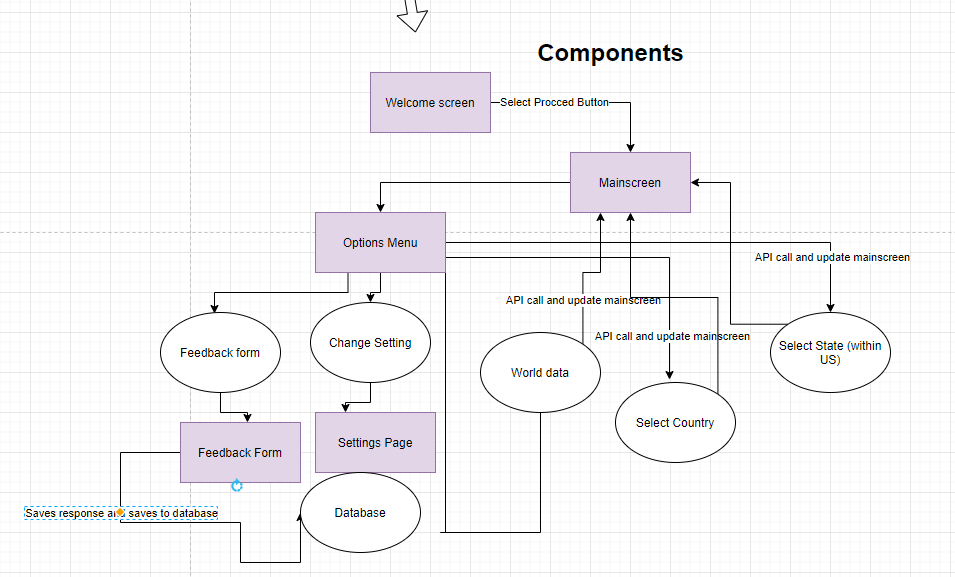 Components
Welcome screen
Select Procced Button
Mainscreen
Options Menu
API call and update mainscreen
API call and update mainscreen
API call and update mainscreen
Feedback form
Change Setting
World data
Select State (within
US)
Select Country
Feedback Form
Settings Page
Database
Saves response and saves to database